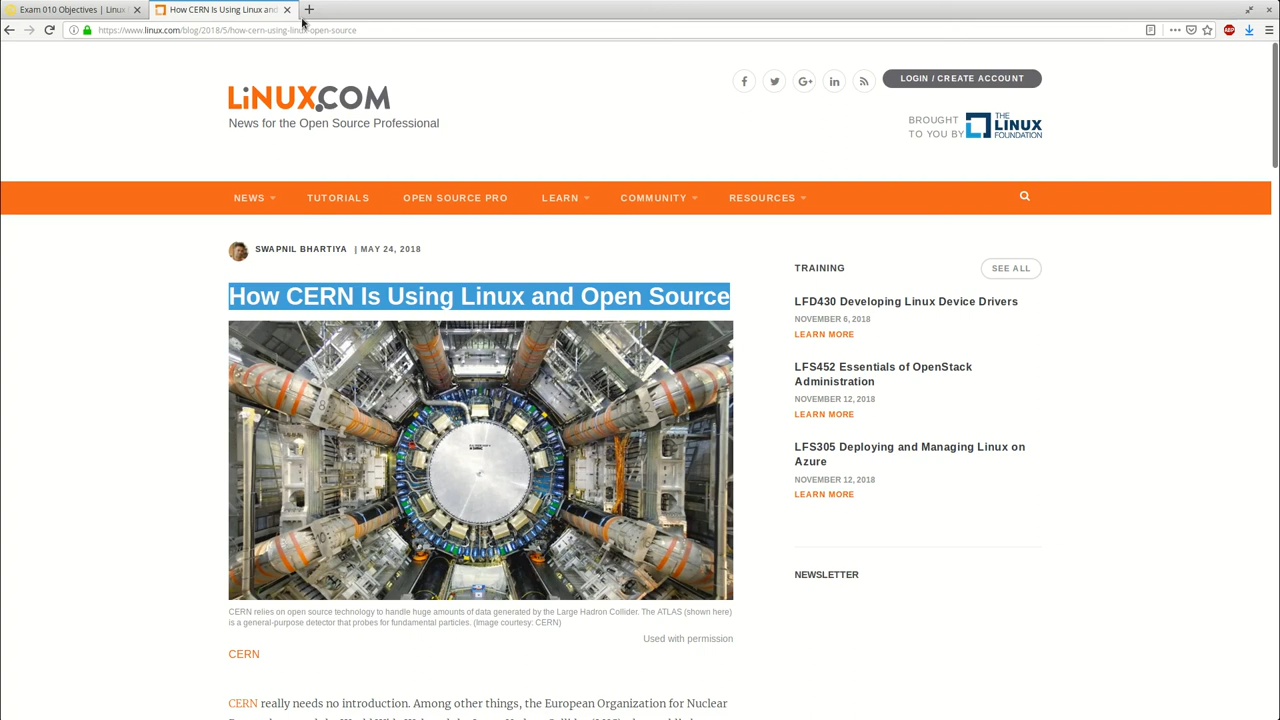 Exam 010 Objectives | Linux
How CERN Is Using Linux and
https://www.linux.com/blog/2018/5/how-cern-using-linux-open-source
LiNUX.COM
News for the Open Source Professional
LOGIN / CREATE ACCOUNT
BROUGHT
TO YOU BY
THE
LINUX
FOUNDATION
NEWS
TUTORIALS
OPEN SOURCE PRO
LEARN
COMMUNITY
RESOURCES
SWAPNIL BHARTIYA | MAY 24, 2018
How CERN Is Using Linux and Open Source
CERN relies on open source technology to handle huge amounts of data generated by the Large Hadron Collider. The ATLAS (shown here)
is a general-purpose detector that probes for fundamental particles. (Image courtesy: CERN)
Used with permission
CERN
CERN really needs no introduction. Among other things, the European Organization for Nuclear
TRAINING
SEE ALL
LFD430 Developing Linux Device Drivers
NOVEMBER 6, 2018
LEARN MORE
LFS452 Essentials of OpenStack
Administration
NOVEMBER 12, 2018
LEARN MORE
LFS305 Deploying and Managing Linux on
Azure
NOVEMBER 12, 2018
LEARN MORE
NEWSLETTER